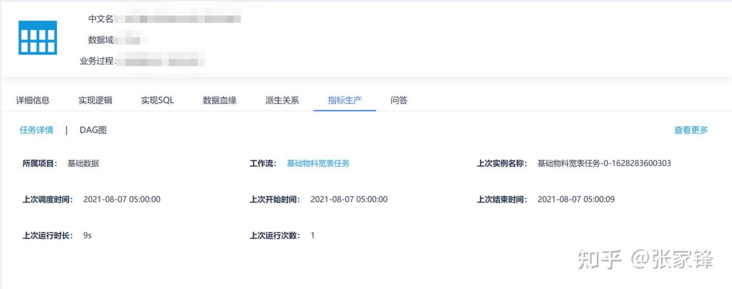 中文名
数据域
业务过程:
详细信息 实现逻辑 实现SQL 数据血缘 派生关系 指标生产 问答
任务详情 | DAG图 查看更多
所属项目: 基础数据 工作流: 基础物料宽表任务 上次实例名称: 基础物料宽表任务-0-1628283600303
上次调度时间: 2021-08-07 05:00:00 上次开始时间: 2021-08-07 05:00:00 上次结束时间: 2021-08-07 05:00:09
上次运行时长: 9s 上次运行次数: 1
知乎 @张家锋